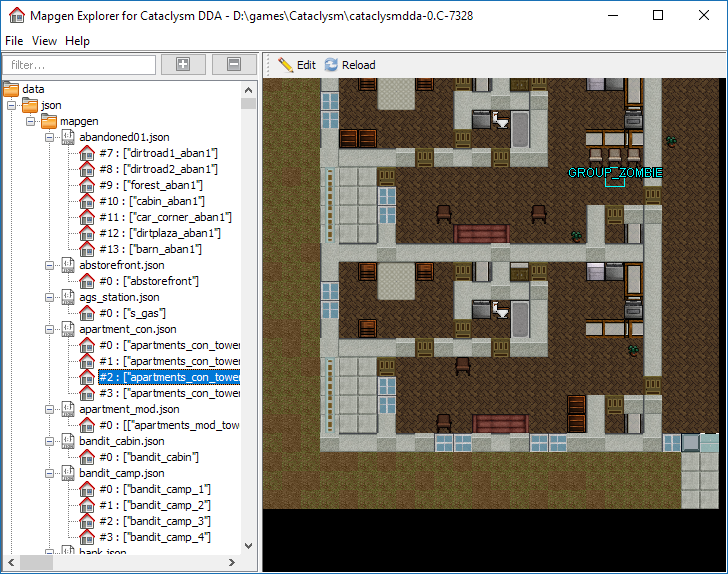 Mapgen Explorer for Cataclysm DDA - D:\games\Cataclysm\cataclysmdda-0.C-7328
File View Help
filter...
Edit Reload
data
json
mapgen
abandoned01.json
#7 : ["dirtroad1_aban1"]
#8 : ["dirtroad2_aban1"]
#9 : ["forest_aban1"]
#10 : ["cabin_aban1"]
#11 : ["car_corner_aban1"]
#12 : ["dirtplaza_aban1"]
#13 : ["barn_aban1"]
abstorefront.json
#0 : ["abstorefront"]
ags_station.json
#0 : ["s_gas"]
apartment_con.json
#0 : ["apartments_con_tower
#1 : ["apartments_con_tower
#2 : ["apartments_con_tower
#3 : ["apartments_con_tower
apartment_mod.json
#0 : [["apartments_mod_tow
bandit_cabin.json
#0 : ["bandit_cabin"]
bandit_camp.json
#0 : ["bandit_camp_1"]
#1 : ["bandit_camp_2"]
#2 : ["bandit_camp_3"]
#3 : ["bandit_camp_4"]
bank.json
GROUP_ZOMBIE